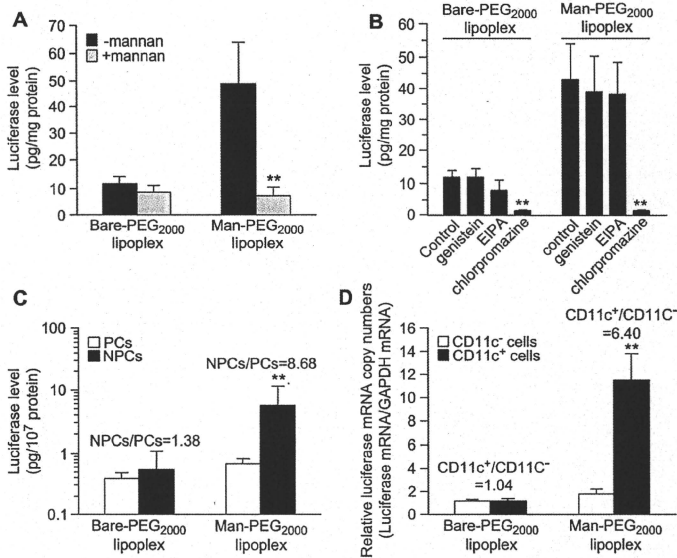 A
-mannan
+mannan
Luciferase level
(pg/mg protein)
70
60
50
40
30
20
10
0
**
Bare-PEG2000
lipoplex
Man-PEG2000
lipoplex
B
Bare-PEG2000
lipoplex
Man-PEG2000
lipoplex
Luciferase level
(pg/mg protein)
60
50
40
30
20
10
0
**
**
Control
genistein
EIPA
chlorpromazine
control
genistein
EIPA
chlorpromazine
C
PCs
NPCs
Luciferase level
(pg/10⁷ protein)
100
10
1
0.1
NPCs/PCs=1.38
NPCs/PCs=8.68
**
Bare-PEG2000
lipoplex
Man-PEG2000
lipoplex
D
CD11c⁻ cells
CD11c⁺ cells
Relative luciferase mRNA copy numbers
(Luciferase mRNA/GAPDH mRNA)
16
14
12
10
8
6
4
2
0
CD11c⁺/CD11C⁻
=1.04
CD11c⁺/CD11C⁻
=6.40
**
Bare-PEG2000
lipoplex
Man-PEG2000
lipoplex